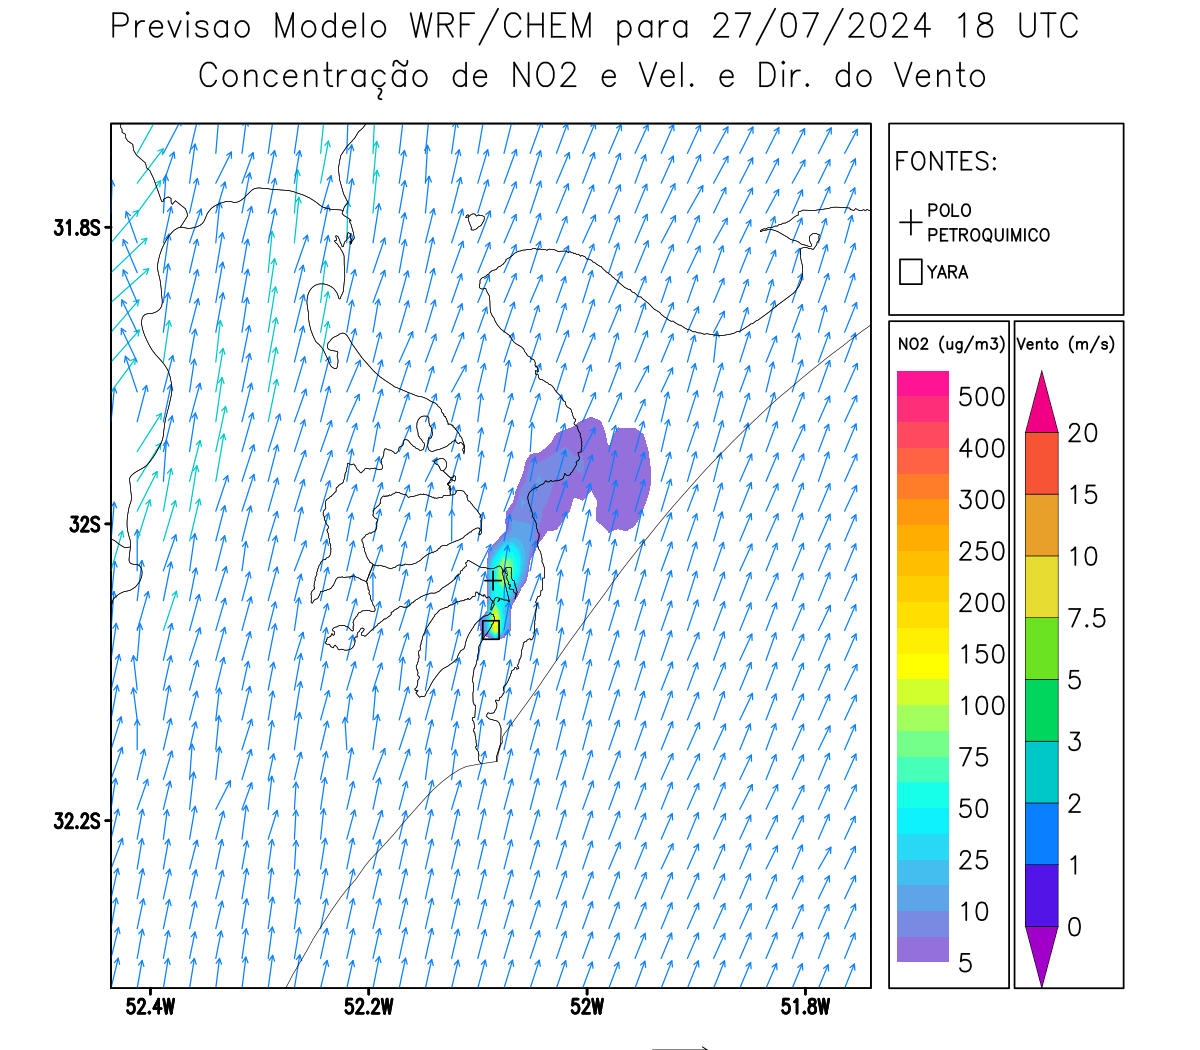 Previsao Modelo WRF/CHEM para 27/07/2024 18 UTC
Concentração de NO2 e Vel. e Dir. do Vento
FONTES:
POLO
PETROQUIMICO
YARA
NO2 (ug/m3)
500
400
300
250
200
150
100
75
50
25
10
5
Vento (m/s)
20
15
10
7.5
5
3
2
1
0
31.8S
32S
32.2S
52.4W
52.2W
52W
51.8W